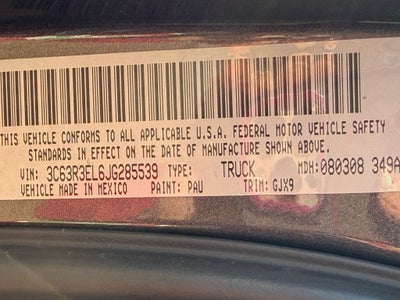 THIS VEHICLE CONFORMS TO ALL APPLICABLE U.S.A. FEDERAL MOTOR VEHICLE SAFETY
STANDARDS IN EFFECT ON THE DATE OF MANUFACTURE SHOWN ABOVE.
VIN: 3C63R3EL6JG285539 TYPE: TRUCK MDH: 080308 349A
VEHICLE MADE IN MEXICO PAINT: PAU TRIM: GJX9